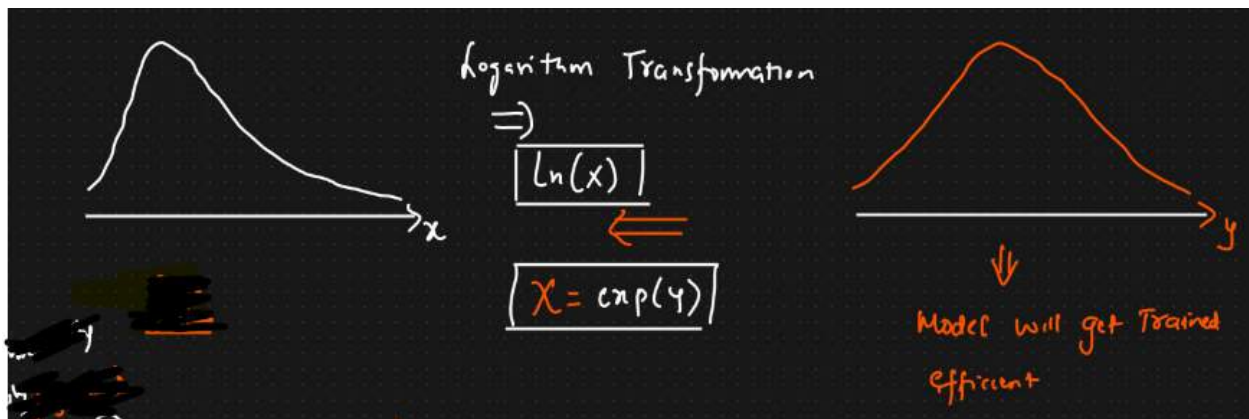 Logarithm Transformation
⇒
ln(x)
x
⇐
y
X = exp(y)
⇓
y
Model will get Trained
efficient